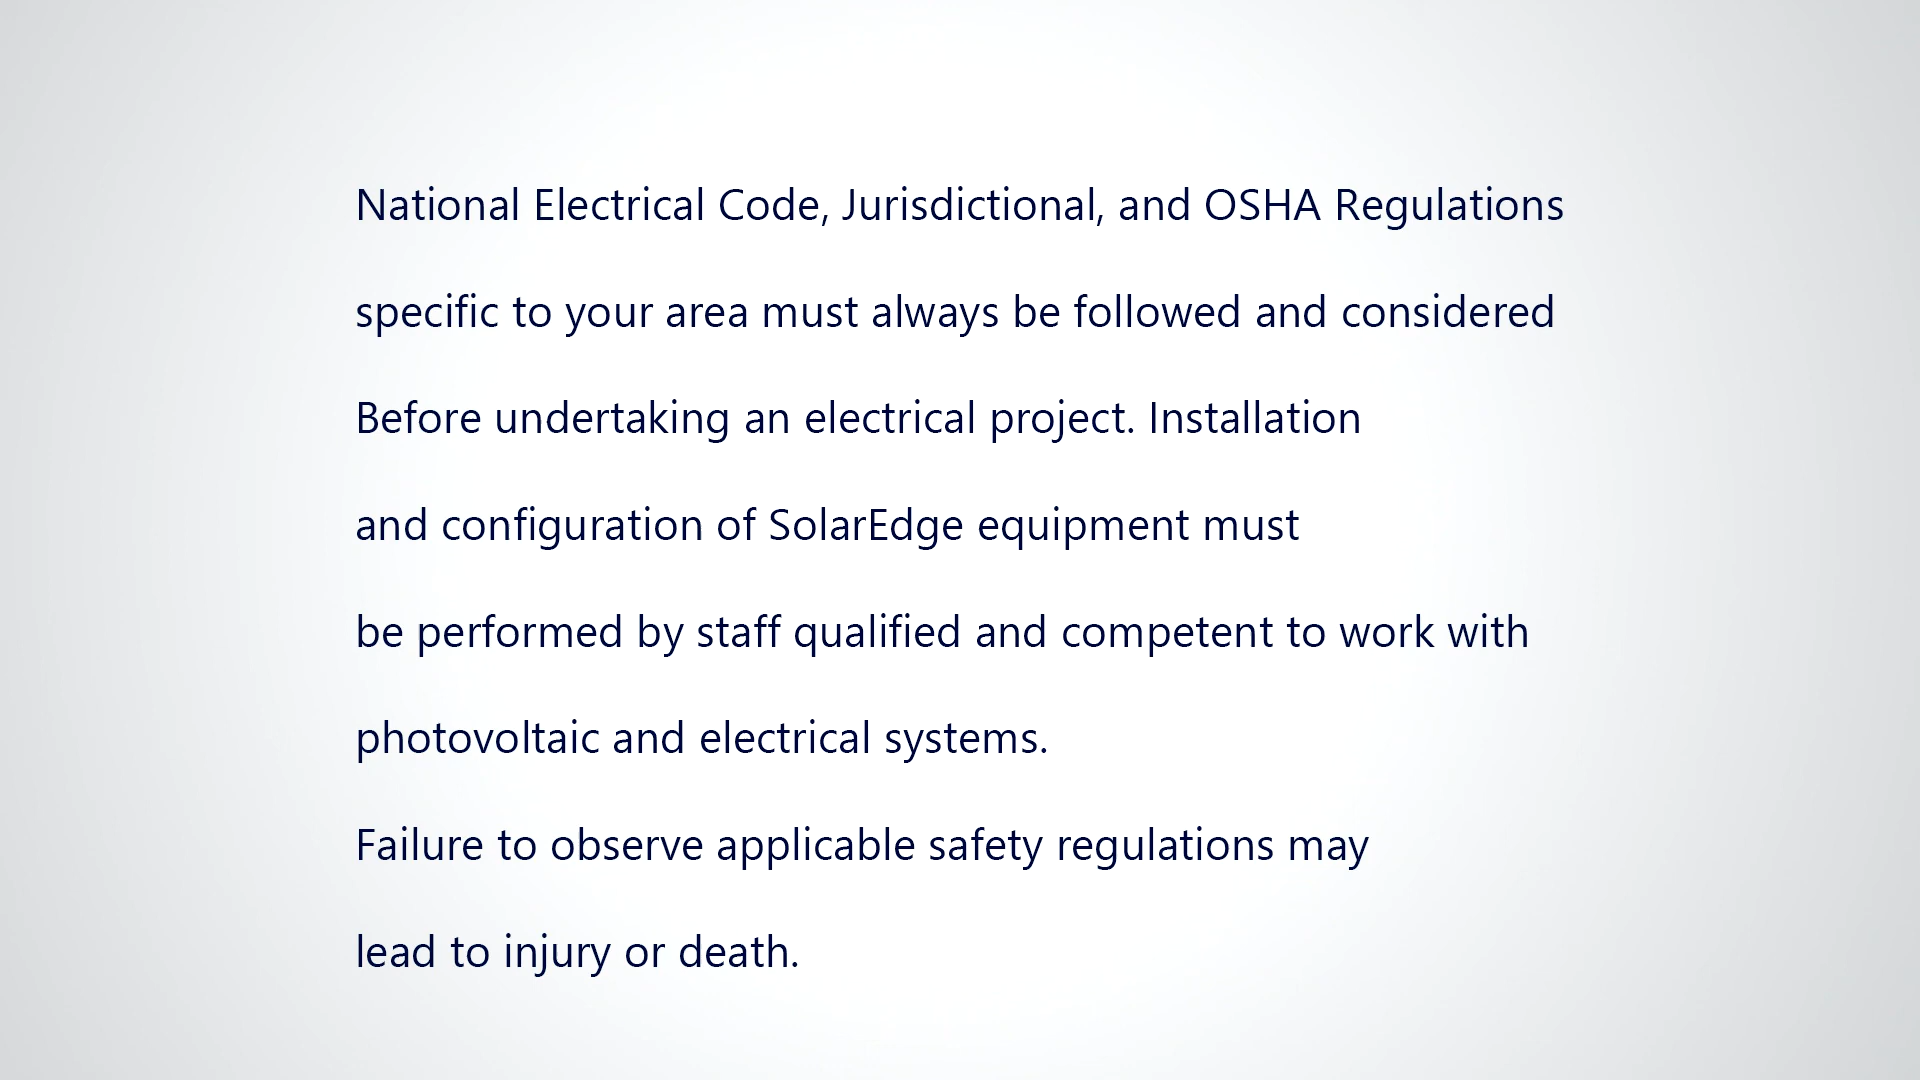 National Electrical Code, Jurisdictional, and OSHA Regulations
specific to your area must always be followed and considered
Before undertaking an electrical project. Installation
and configuration of SolarEdge equipment must
be performed by staff qualified and competent to work with
photovoltaic and electrical systems.
Failure to observe applicable safety regulations may
lead to injury or death.